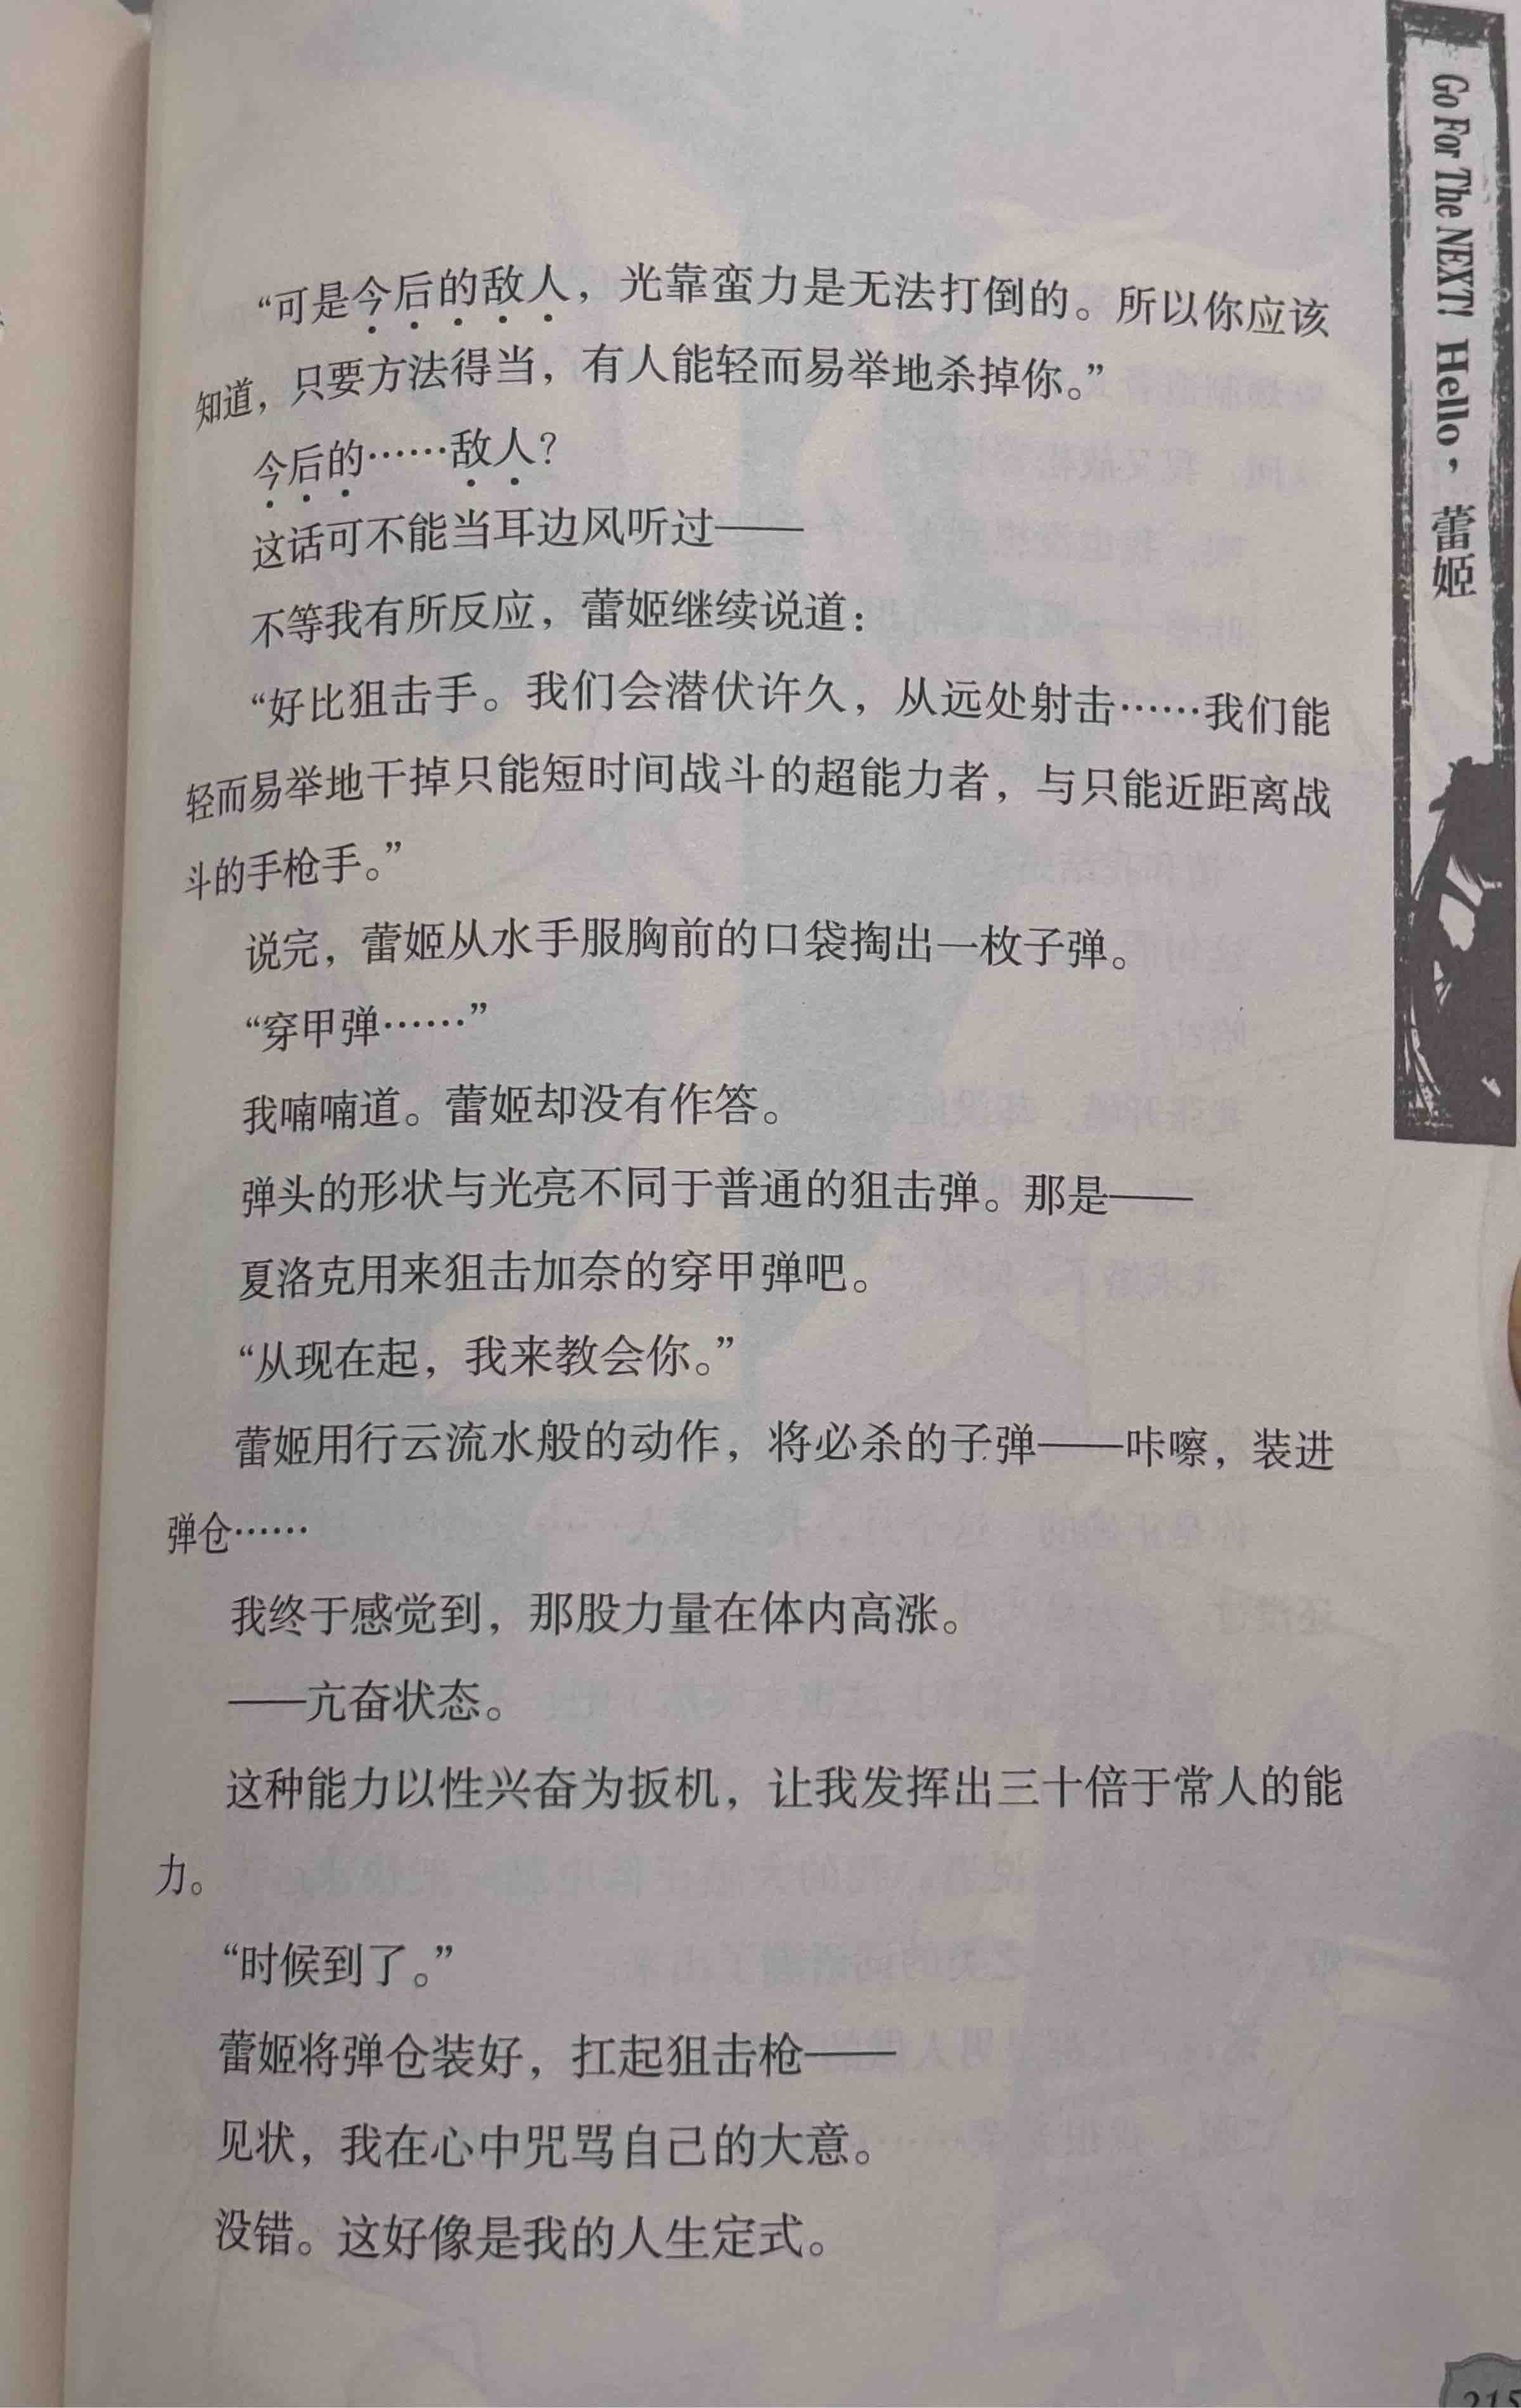 Go For The NEXT! Hello，蕾姬
“可是今后的敌人，光靠蛮力是无法打倒的。所以你应该
知道，只要方法得当，有人能轻而易举地杀掉你。”
今后的……敌人？
这话可不能当耳边风听过——
不等我有所反应，蕾姬继续说道：
“好比狙击手。我们会潜伏许久，从远处射击……我们能
轻而易举地干掉只能短时间战斗的超能力者，与只能近距离战
斗的手枪手。”
说完，蕾姬从水手服胸前的口袋掏出一枚子弹。
“穿甲弹……”
我喃喃道。蕾姬却没有作答。
弹头的形状与光亮不同于普通的狙击弹。那是——
夏洛克用来狙击加奈的穿甲弹吧。
“从现在起，我来教会你。”
蕾姬用行云流水般的动作，将必杀的子弹——咔嚓，装进
弹仓……
我终于感觉到，那股力量在体内高涨。
——亢奋状态。
这种能力以性兴奋为扳机，让我发挥出三十倍于常人的能
力。
“时候到了。”
蕾姬将弹仓装好，扛起狙击枪——
见状，我在心中咒骂自己的大意。
没错。这好像是我的人生定式。
215